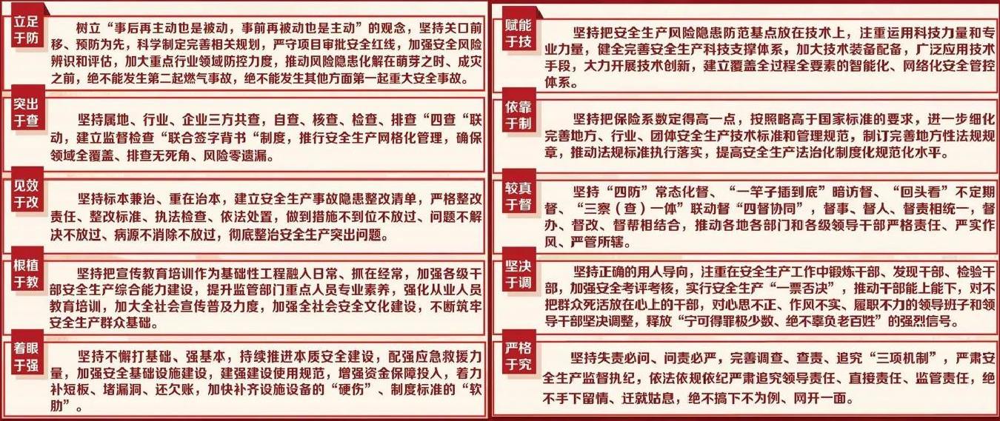 立足
于防
树立“事后再主动也是被动，事前再被动也是主动”的观念，坚持关口前
移、预防为先，科学制定完善相关规划，严守项目审批安全红线，加强安全风险
辨识和评估，加大重点行业领域防控力度，推动风险隐患化解在萌芽之时、成灾
之前，绝不能发生第二起燃气事故，绝不能发生其他方面第一起重大安全事故。
突出
于查
坚持属地、行业、企业三方共查，自查、核查、检查、排查“四查“联
动，建立监督检查“联合签字背书“制度，推行安全生产网格化管理，确保
领域全覆盖、排查无死角、风险零遗漏。
见效
于改
坚持标本兼治、重在治本，建立安全生产事故隐患整改清单，严格整改
责任、整改标准、执法检查、依法处置，做到措施不到位不放过、问题不解
决不放过、病源不消除不放过，彻底整治安全生产突出问题。
根植
于教
坚持把宣传教育培训作为基础性工程融入日常、抓在经常，加强各级干
部安全生产综合能力建设，提升监管部门重点人员专业素养，强化从业人员
教育培训，加大全社会宣传普及力度，加强全社会安全文化建设，不断筑牢
安全生产群众基础。
着眼
于强
坚持不懈打基础、强基本，持续推进本质安全建设，配强应急救援力
量，加强安全基础设施建设，建强建设使用规范，增强资金保障投入，着力
补短板、堵漏洞、还欠账，加快补齐设施设备的“硬伤”、制度标准的“软
肋”。
赋能
于技
坚持把安全生产风险隐患防范基点放在技术上，注重运用科技力量和专
业力量，健全完善安全生产科技支撑体系，加大技术装备配备，广泛应用技术
手段，大力开展技术创新，建立覆盖全过程全要素的智能化、网络化安全管控
体系。
依靠
于制
坚持把保险系数定得高一点，按照略高于国家标准的要求，进一步细化
完善地方、行业、团体安全生产技术标准和管理规范，制订完善地方性法规规
章，推动法规标准执行落实，提高安全生产法治化制度化规范化水平。
较真
于督
坚持“四防”常态化督、“一竿子插到底”暗访督、“回头看”不定期
督、“三察（查）一体”联动督“四督协同”，督事、督人、督责相统一，督
办、督改、督帮相结合，推动各地各部门和各级领导干部严格责任、严实作
风、严管所辖。
坚决
于调
坚持正确的用人导向，注重在安全生产工作中锻炼干部、发现干部、检验干
部，加强安全考评考核，实行安全生产“一票否决”，推动干部能上能下，对不
把群众死活放在心上的干部，对心思不正、作风不实、履职不力的领导班子和领
导干部坚决调整，释放“宁可得罪极少数、绝不辜负老百姓”的强烈信号。
严格
于究
坚持失责必问、问责必严，完善调查、查责、追究“三项机制”，严肃安
全生产监督执纪，依法依规依纪严肃追究领导责任、直接责任、监管责任，绝
不手下留情、迁就姑息，绝不搞下不为例、网开一面。